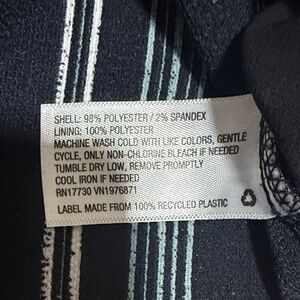 SHELL: 98% POLYESTER / 2% SPANDEX
LINING: 100% POLYESTER
MACHINE WASH COLD WITH LIKE COLORS, GENTLE
CYCLE, ONLY NON-CHLORINE BLEACH IF NEEDED
TUMBLE DRY LOW, REMOVE PROMPTLY
COOL IRON IF NEEDED
RN17730 VN1976871
LABEL MADE FROM 100% RECYCLED PLASTIC